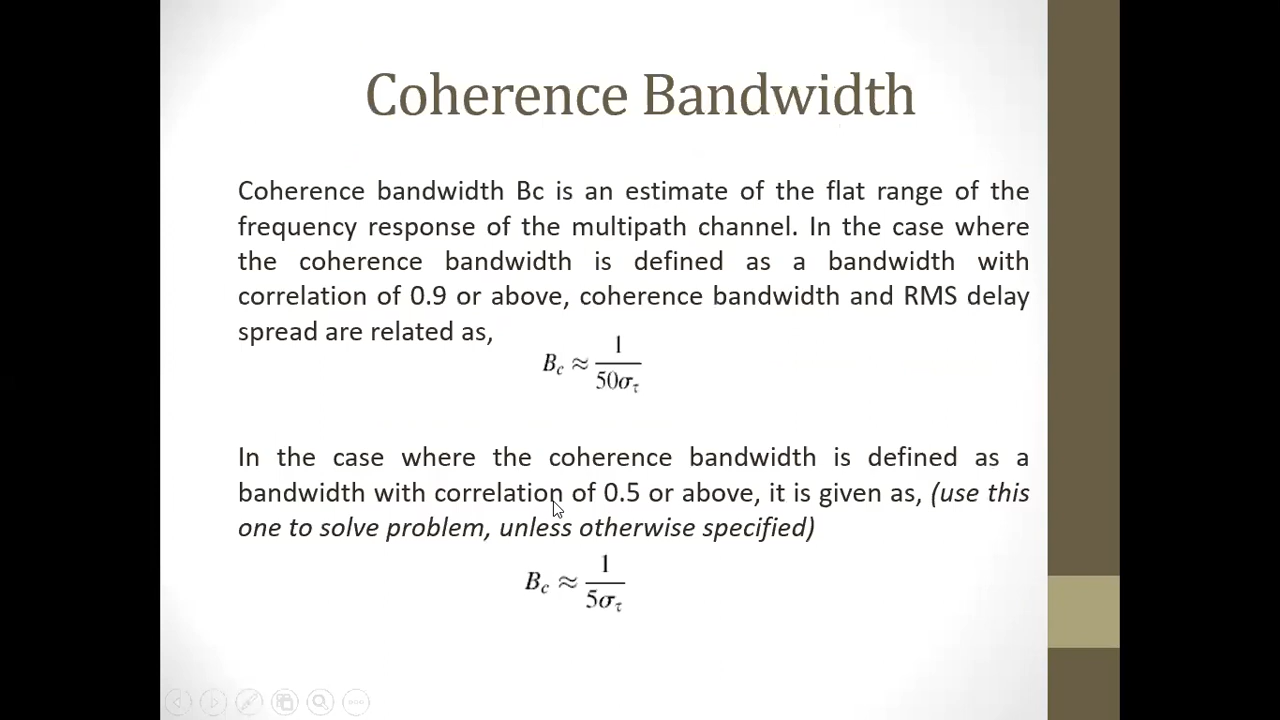 Coherence Bandwidth
Coherence bandwidth Bc is an estimate of the flat range of the
frequency response of the multipath channel. In the case where
the coherence bandwidth is defined as a bandwidth with
correlation of 0.9 or above, coherence bandwidth and RMS delay
spread are related as,
B_c ≈ 1/(50σ_τ)
In the case where the coherence bandwidth is defined as a
bandwidth with correlation of 0.5 or above, it is given as, (use this
one to solve problem, unless otherwise specified)
B_c ≈ 1/(5σ_τ)